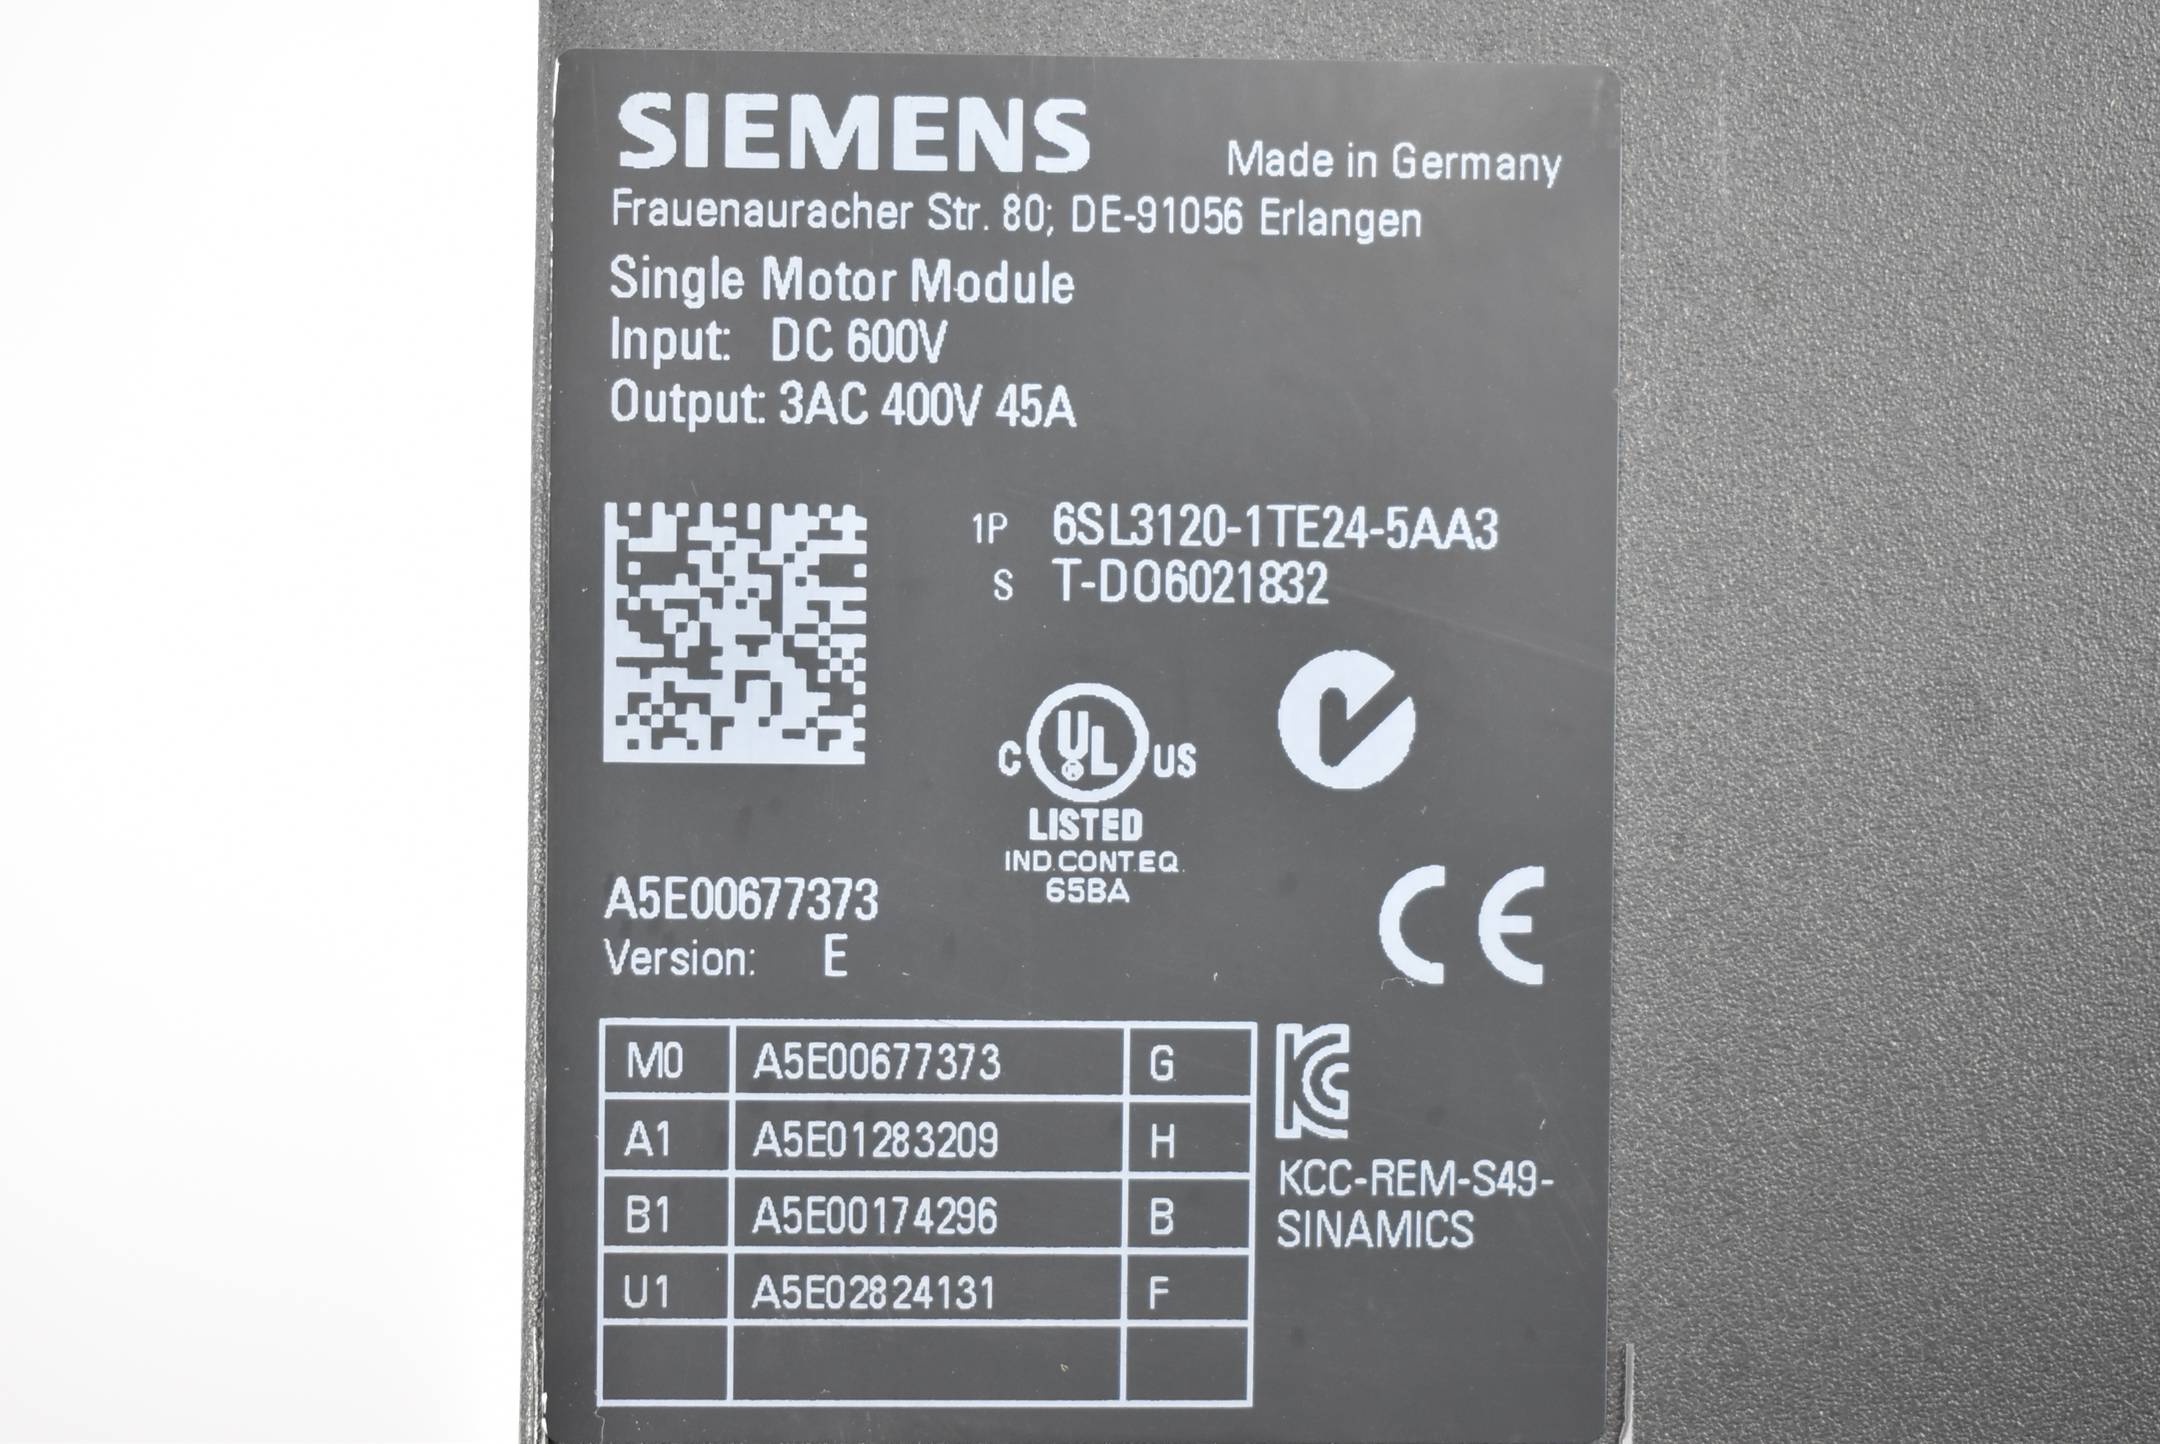 SIEMENS
Made in Germany
Frauenauracher Str. 80; DE-91056 Erlangen
Single Motor Module
Input: DC 600V
Output: 3AC 400V 45A
1P 6SL3120-1TE24-5AA3
S T-DO6021832
C UL® US
LISTED
IND.CONT.EQ.
65BA
A5E00677373
Version: E
CE
M0 A5E00677373 G
A1 A5E01283209 H
B1 A5E00174296 B
U1 A5E02824131 F
KC
KCC-REM-S49-
SINAMICS